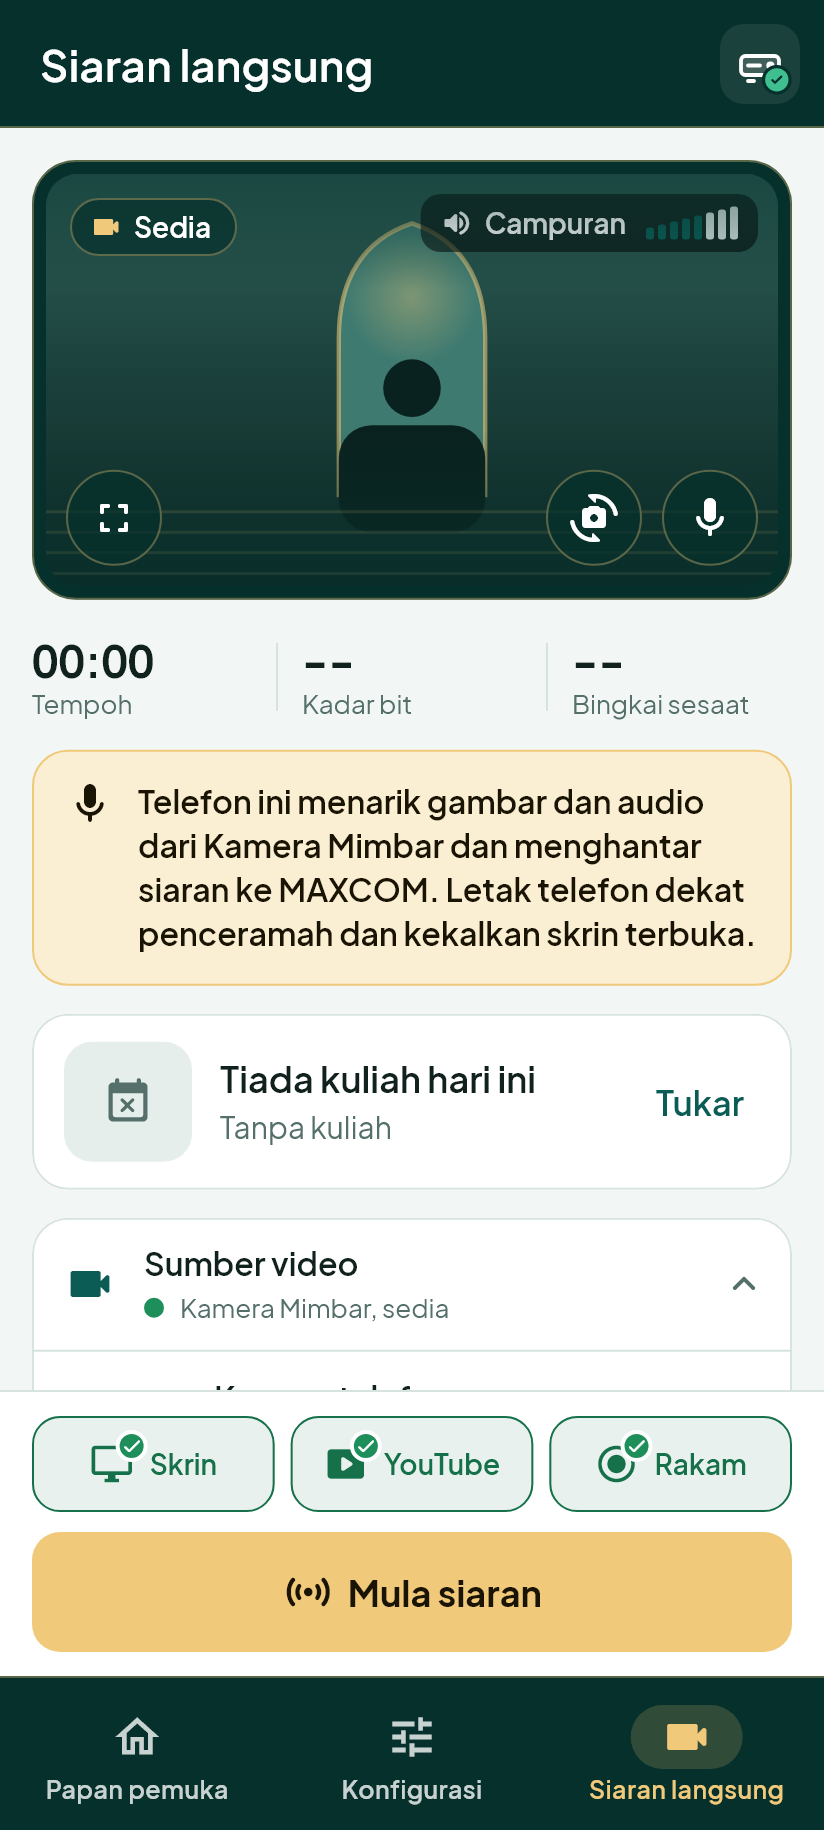 Siaran langsung
Sedia
Campuran
00:00
Tempoh
--
Kadar bit
--
Bingkai sesaat
Telefon ini menarik gambar dan audio
dari Kamera Mimbar dan menghantar
siaran ke MAXCOM. Letak telefon dekat
penceramah dan kekalkan skrin terbuka.
Tiada kuliah hari ini
Tanpa kuliah
Tukar
Sumber video
Kamera Mimbar, sedia
Skrin
YouTube
Rakam
Mula siaran
Papan pemuka
Konfigurasi
Siaran langsung